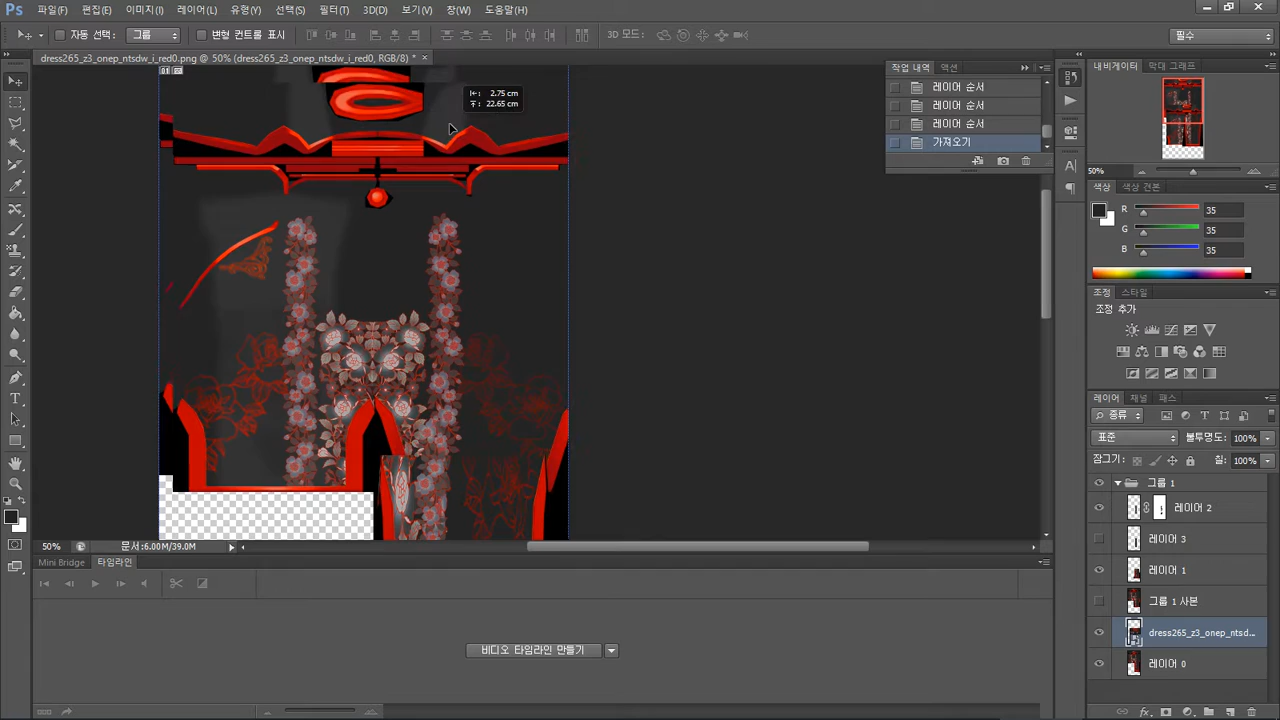 Ps 파일(F) 편집(E) 이미지(I) 레이어(L) 유형(Y) 선택(S) 필터(T) 3D(D) 보기(V) 창(W) 도움말(H)
자동 선택: 그룹 변형 컨트롤 표시 3D 모드: 필수
dress265_z3_onep_ntsdw_i_red0.png @ 50% (dress265_z3_onep_ntsdw_i_red0, RGB/8) *
2.75 cm
22.65 cm
작업 내역 액션
레이어 순서
레이어 순서
레이어 순서
가져오기
내비게이터 막대 그래프
50%
색상 색상 견본
R 35
G 35
B 35
조정 스타일
조정 추가
레이어 채널 패스
종류
표준 불투명도: 100%
잠그기: 칠: 100%
그룹 1
레이어 2
레이어 3
레이어 1
그룹 1 사본
dress265_z3_onep_ntsd...
레이어 0
50% 문서:6.00M/39.0M
Mini Bridge 타임라인
비디오 타임라인 만들기